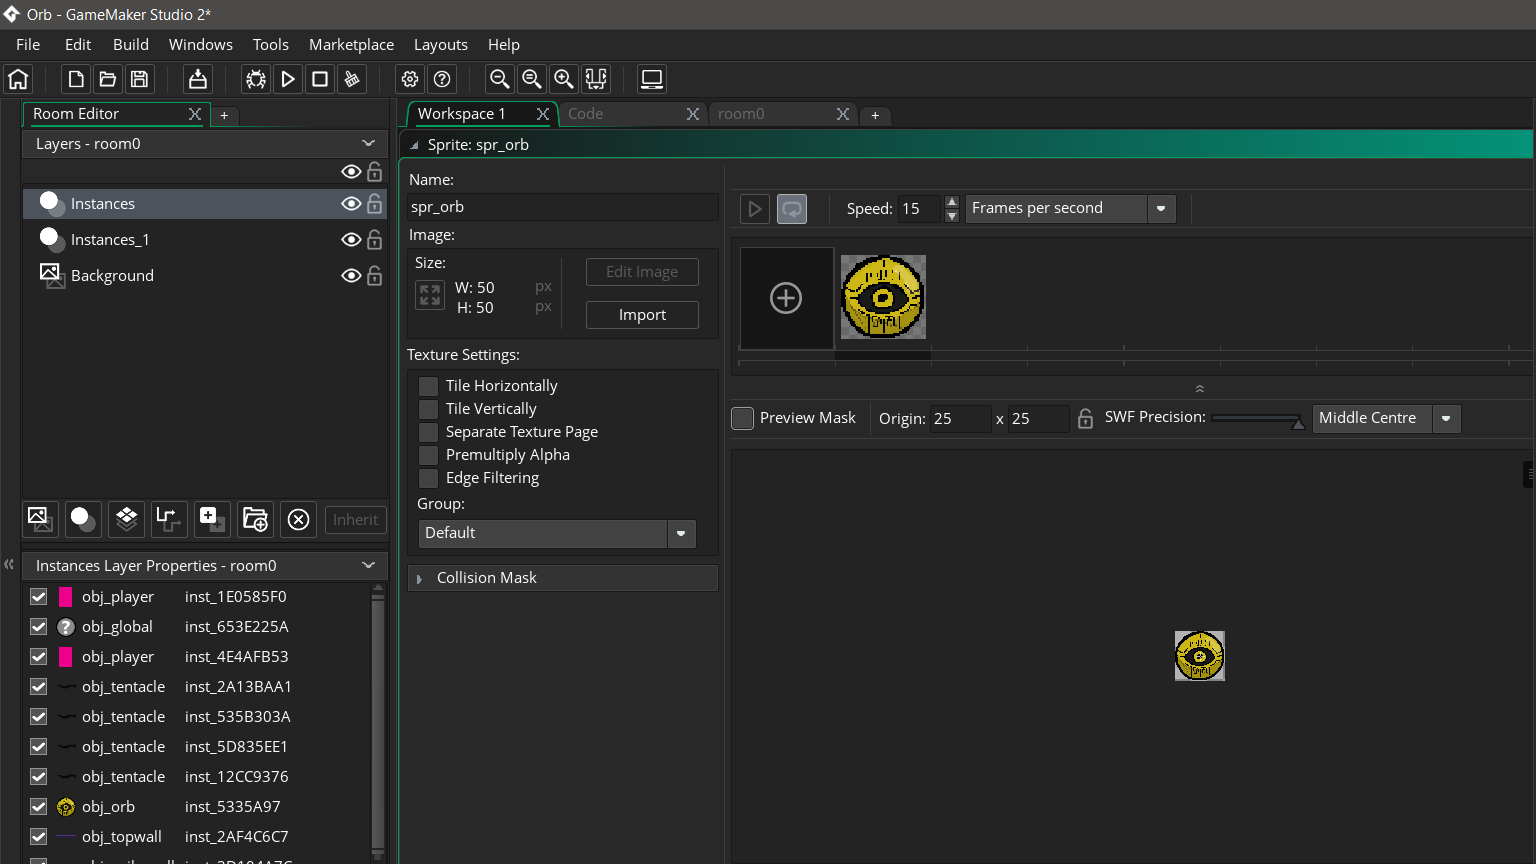 Orb - GameMaker Studio 2*
File Edit Build Windows Tools Marketplace Layouts Help
Room Editor
Layers - room0
Instances
Instances_1
Background
Inherit
Instances Layer Properties - room0
obj_player inst_1E0585F0
obj_global inst_653E225A
obj_player inst_4E4AFB53
obj_tentacle inst_2A13BAA1
obj_tentacle inst_535B303A
obj_tentacle inst_5D835EE1
obj_tentacle inst_12CC9376
obj_orb inst_5335A97
obj_topwall inst_2AF4C6C7
Workspace 1 Code room0
Sprite: spr_orb
Name:
spr_orb
Image:
Size:
W: 50 px
H: 50 px
Edit Image
Import
Texture Settings:
Tile Horizontally
Tile Vertically
Separate Texture Page
Premultiply Alpha
Edge Filtering
Group:
Default
Collision Mask
Speed: 15 Frames per second
Preview Mask Origin: 25 x 25 SWF Precision: Middle Centre